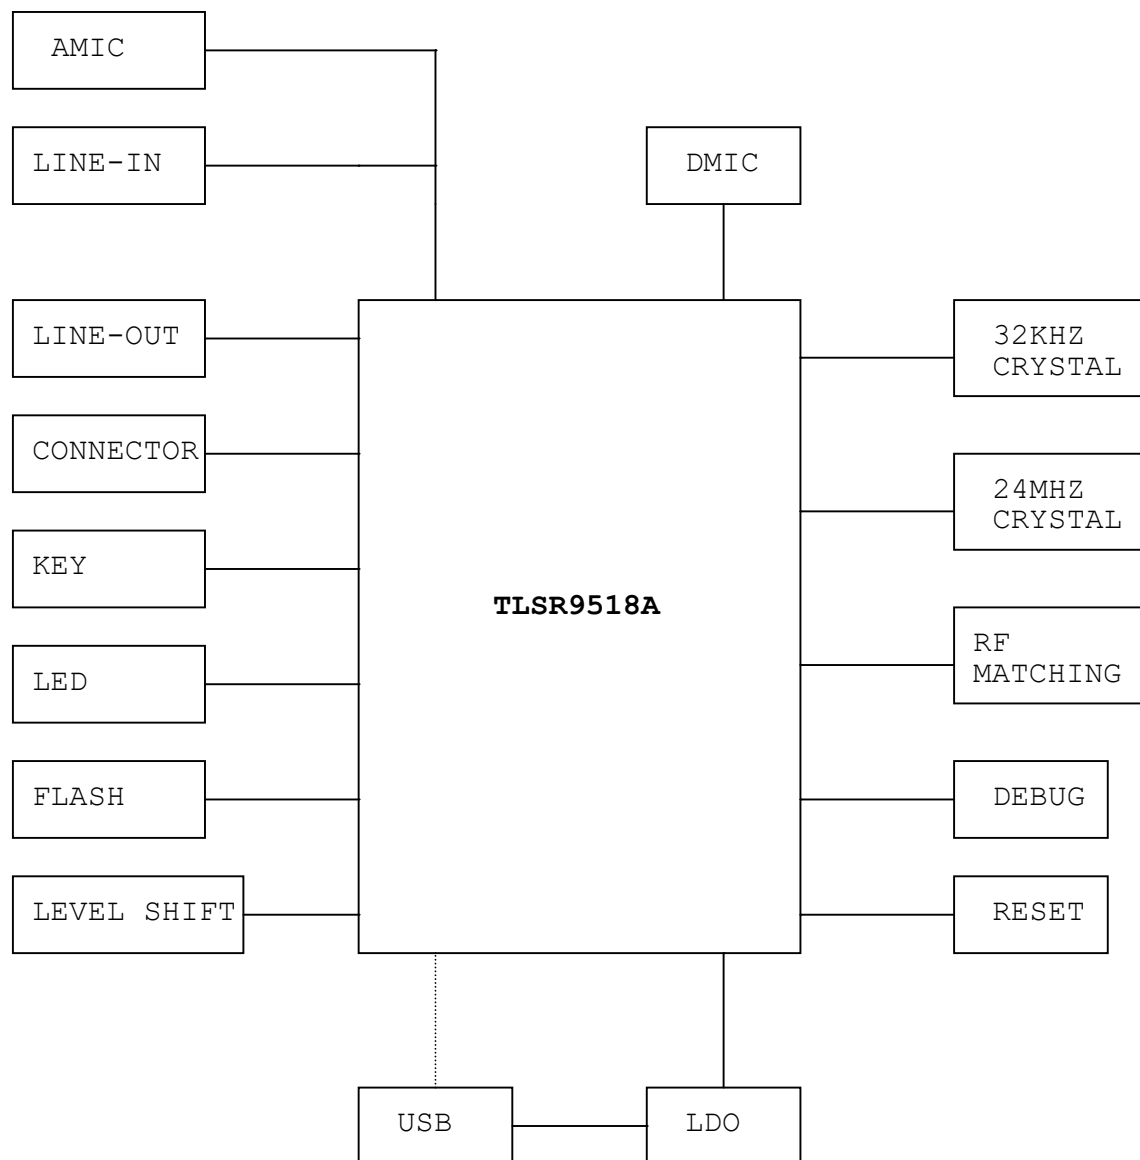 AMIC
LINE-IN
DMIC
LINE-OUT
32KHZ
CRYSTAL
CONNECTOR
24MHZ
CRYSTAL
KEY
TLSR9518A
RF
MATCHING
LED
FLASH
DEBUG
LEVEL SHIFT
RESET
USB
LDO